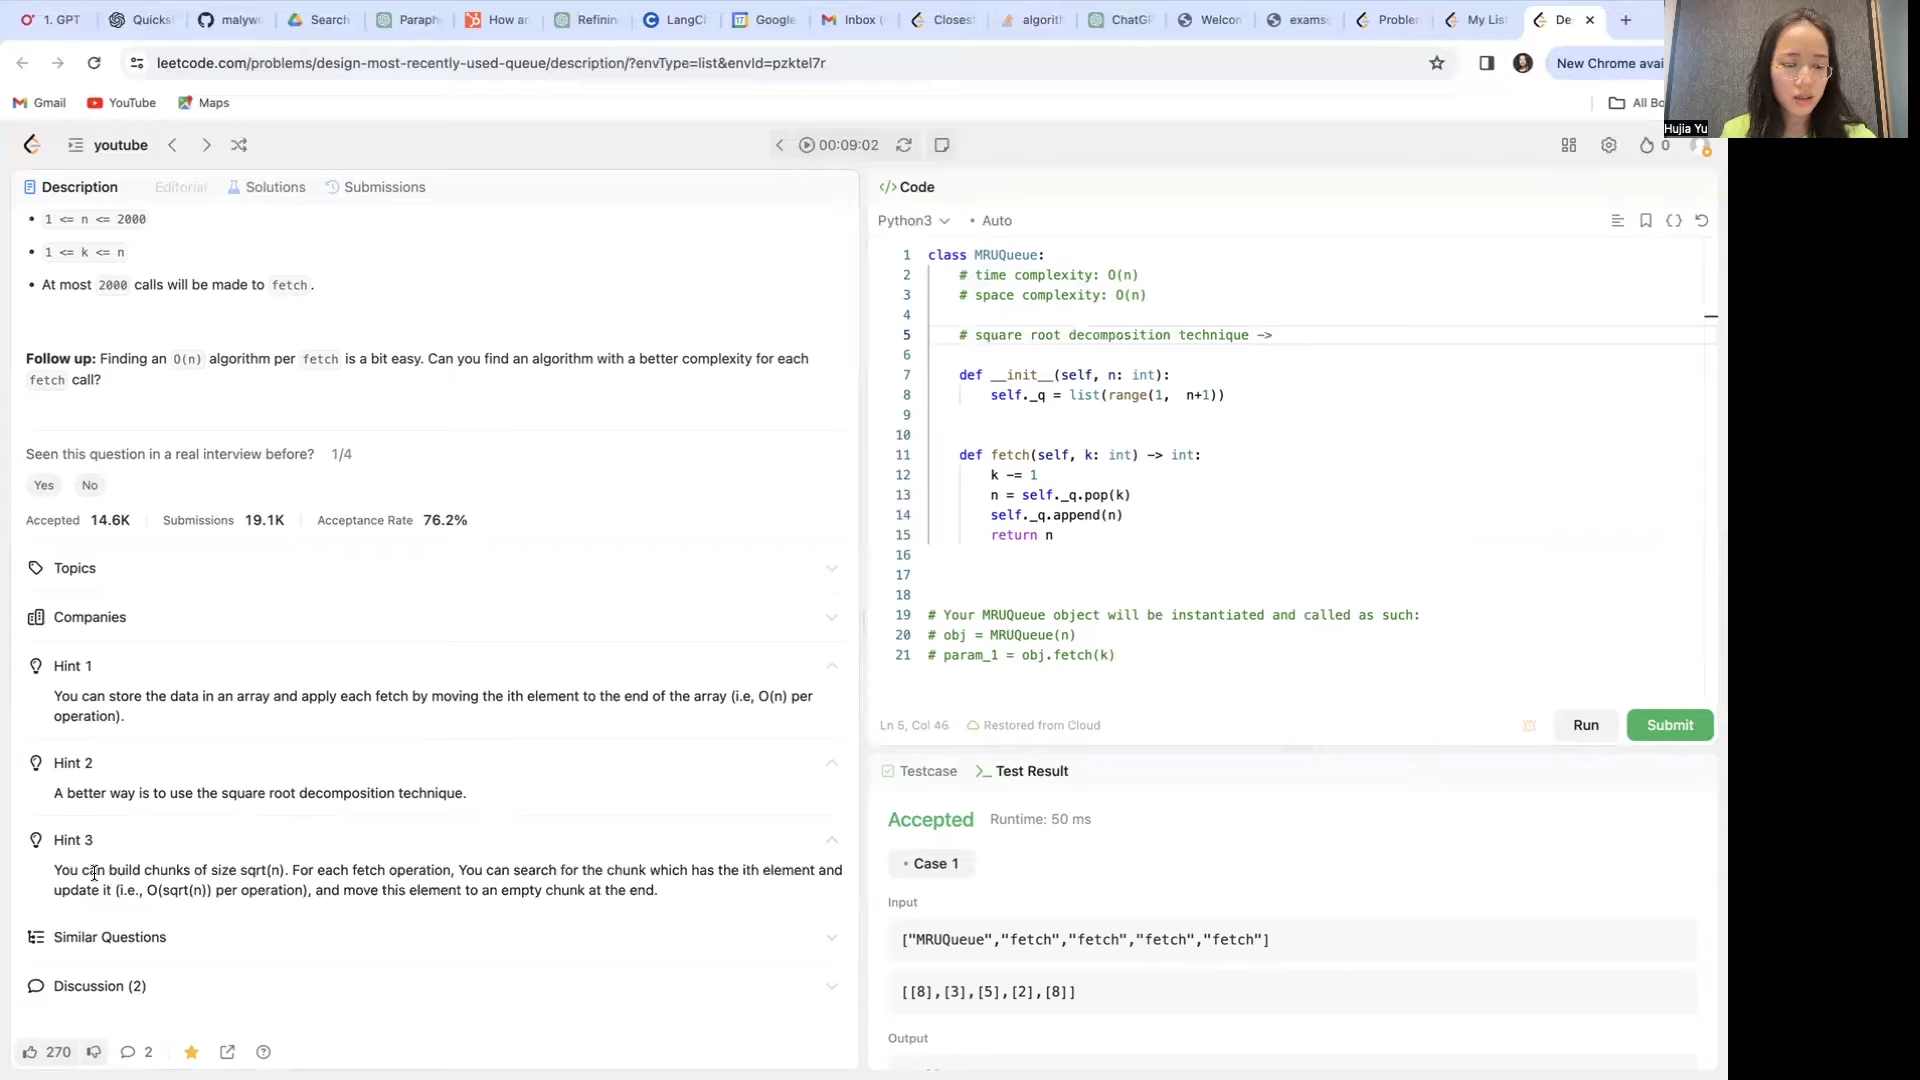 1. GPT
Quicks
malyw
Search
Paraph
How an
Refinin
LangC
Google
Inbox (
Closest
algorit
ChatGP
Welcon
exams
Problem
My Lis
De
New Chrome avai
leetcode.com/problems/design-most-recently-used-queue/description/?envType=list&envId=pzktel7r
Gmail
YouTube
Maps
All Bo
Hujia Yu
youtube
00:09:02
0
Description
Editorial
Solutions
Submissions
• 1 <= n <= 2000
• 1 <= k <= n
• At most 2000 calls will be made to fetch.
Follow up: Finding an O(n) algorithm per fetch is a bit easy. Can you find an algorithm with a better complexity for each
fetch call?
Seen this question in a real interview before? 1/4
Yes No
Accepted 14.6K Submissions 19.1K Acceptance Rate 76.2%
Topics
Companies
Hint 1
You can store the data in an array and apply each fetch by moving the ith element to the end of the array (i.e, O(n) per
operation).
Hint 2
A better way is to use the square root decomposition technique.
Hint 3
You can build chunks of size sqrt(n). For each fetch operation, You can search for the chunk which has the ith element and
update it (i.e., O(sqrt(n)) per operation), and move this element to an empty chunk at the end.
Similar Questions
Discussion (2)
270 2
</> Code
Python3 • Auto
1 class MRUQueue:
2 # time complexity: O(n)
3 # space complexity: O(n)
4
5 # square root decomposition technique ->
6
7 def __init__(self, n: int):
8 self._q = list(range(1, n+1))
9
10
11 def fetch(self, k: int) -> int:
12 k -= 1
13 n = self._q.pop(k)
14 self._q.append(n)
15 return n
16
17
18
19 # Your MRUQueue object will be instantiated and called as such:
20 # obj = MRUQueue(n)
21 # param_1 = obj.fetch(k)
Ln 5, Col 46 Restored from Cloud
Run Submit
Testcase >_ Test Result
Accepted Runtime: 50 ms
• Case 1
Input
["MRUQueue","fetch","fetch","fetch","fetch"]
[[8],[3],[5],[2],[8]]
Output